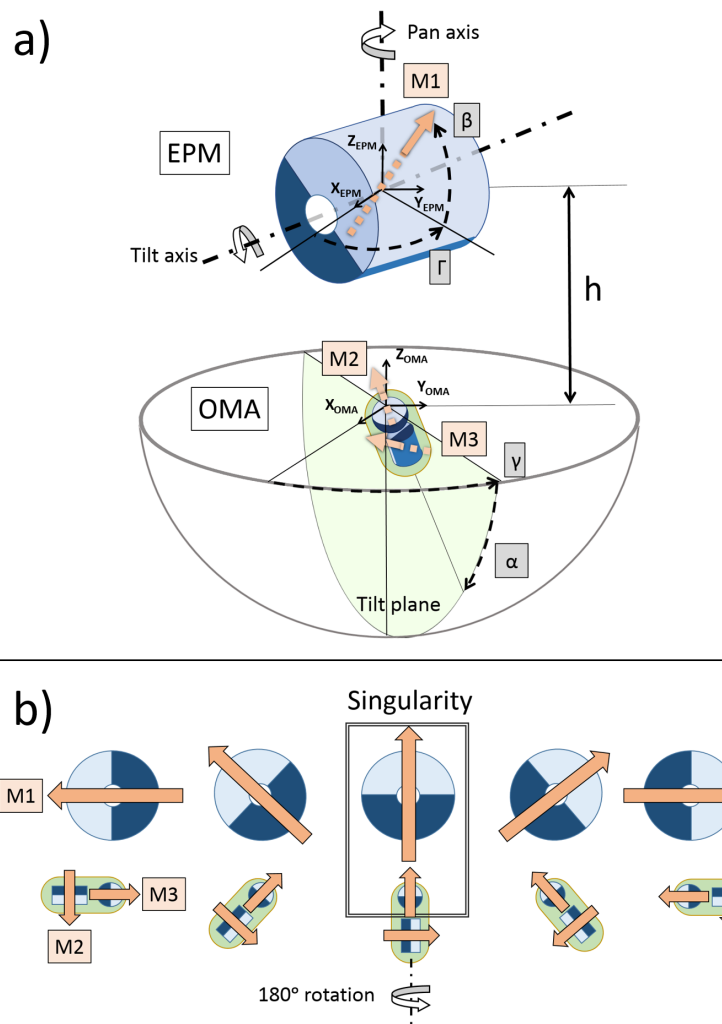 a)
Pan axis
M1
β
EPM
Z_EPM
X_EPM
Y_EPM
Tilt axis
Γ
h
M2
Z_OMA
OMA
X_OMA
Y_OMA
M3
γ
α
Tilt plane
b)
Singularity
M1
M3
M2
180° rotation